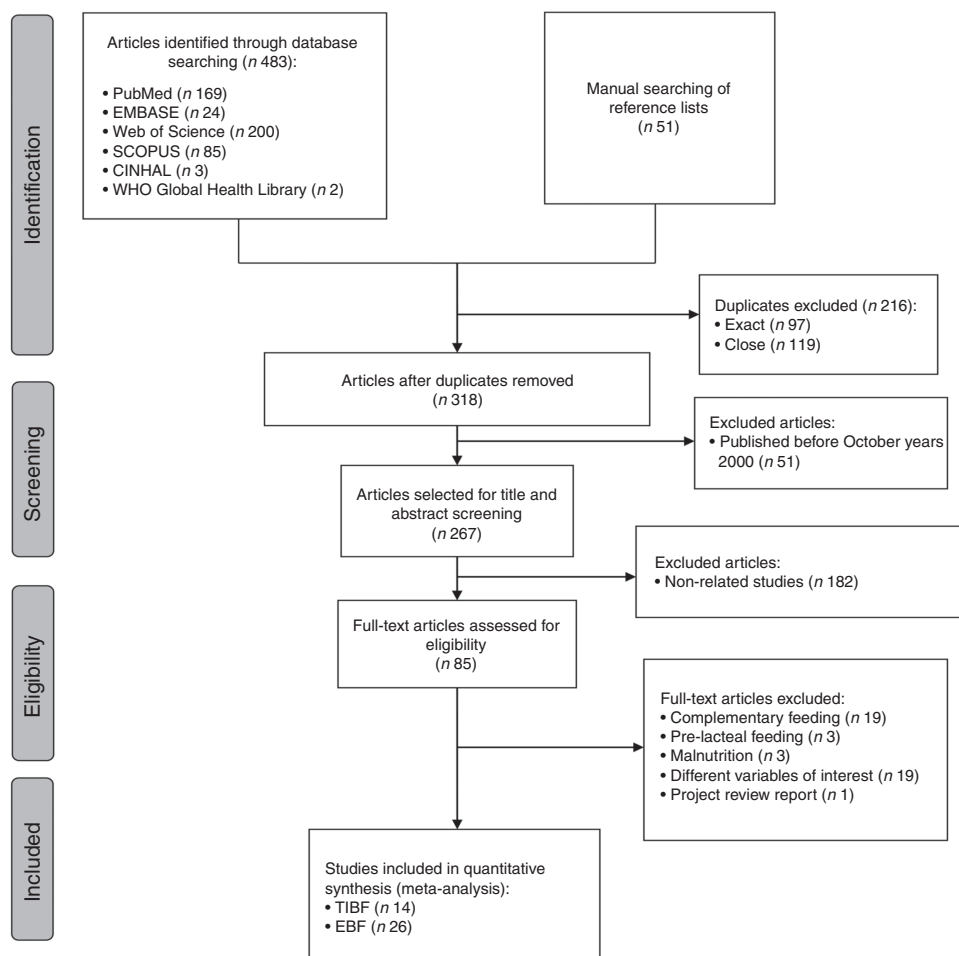 Identification
Articles identified through database
searching (n 483):
• PubMed (n 169)
• EMBASE (n 24)
• Web of Science (n 200)
• SCOPUS (n 85)
• CINHAL (n 3)
• WHO Global Health Library (n 2)
Manual searching of
reference lists
(n 51)
Duplicates excluded (n 216):
• Exact (n 97)
• Close (n 119)
Articles after duplicates removed
(n 318)
Screening
Excluded articles:
• Published before October years
2000 (n 51)
Articles selected for title and
abstract screening
(n 267)
Excluded articles:
• Non-related studies (n 182)
Eligibility
Full-text articles assessed for
eligibility
(n 85)
Full-text articles excluded:
• Complementary feeding (n 19)
• Pre-lacteal feeding (n 3)
• Malnutrition (n 3)
• Different variables of interest (n 19)
• Project review report (n 1)
Included
Studies included in quantitative
synthesis (meta-analysis):
• TIBF (n 14)
• EBF (n 26)